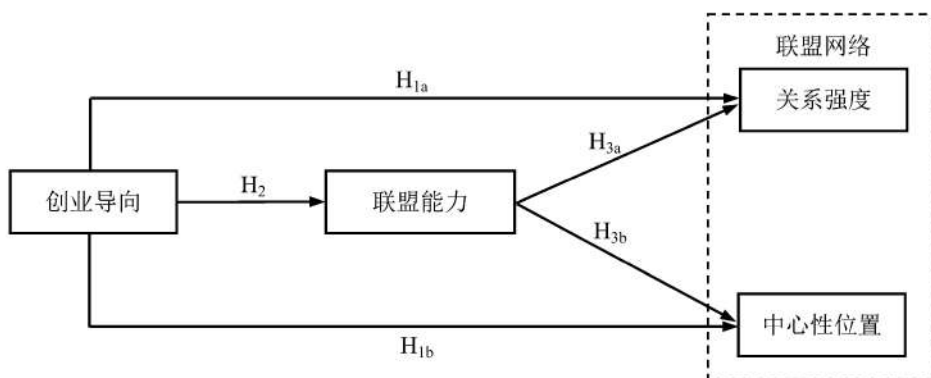 联盟网络
H1a
关系强度
H3a
创业导向
H2
联盟能力
H3b
中心性位置
H1b